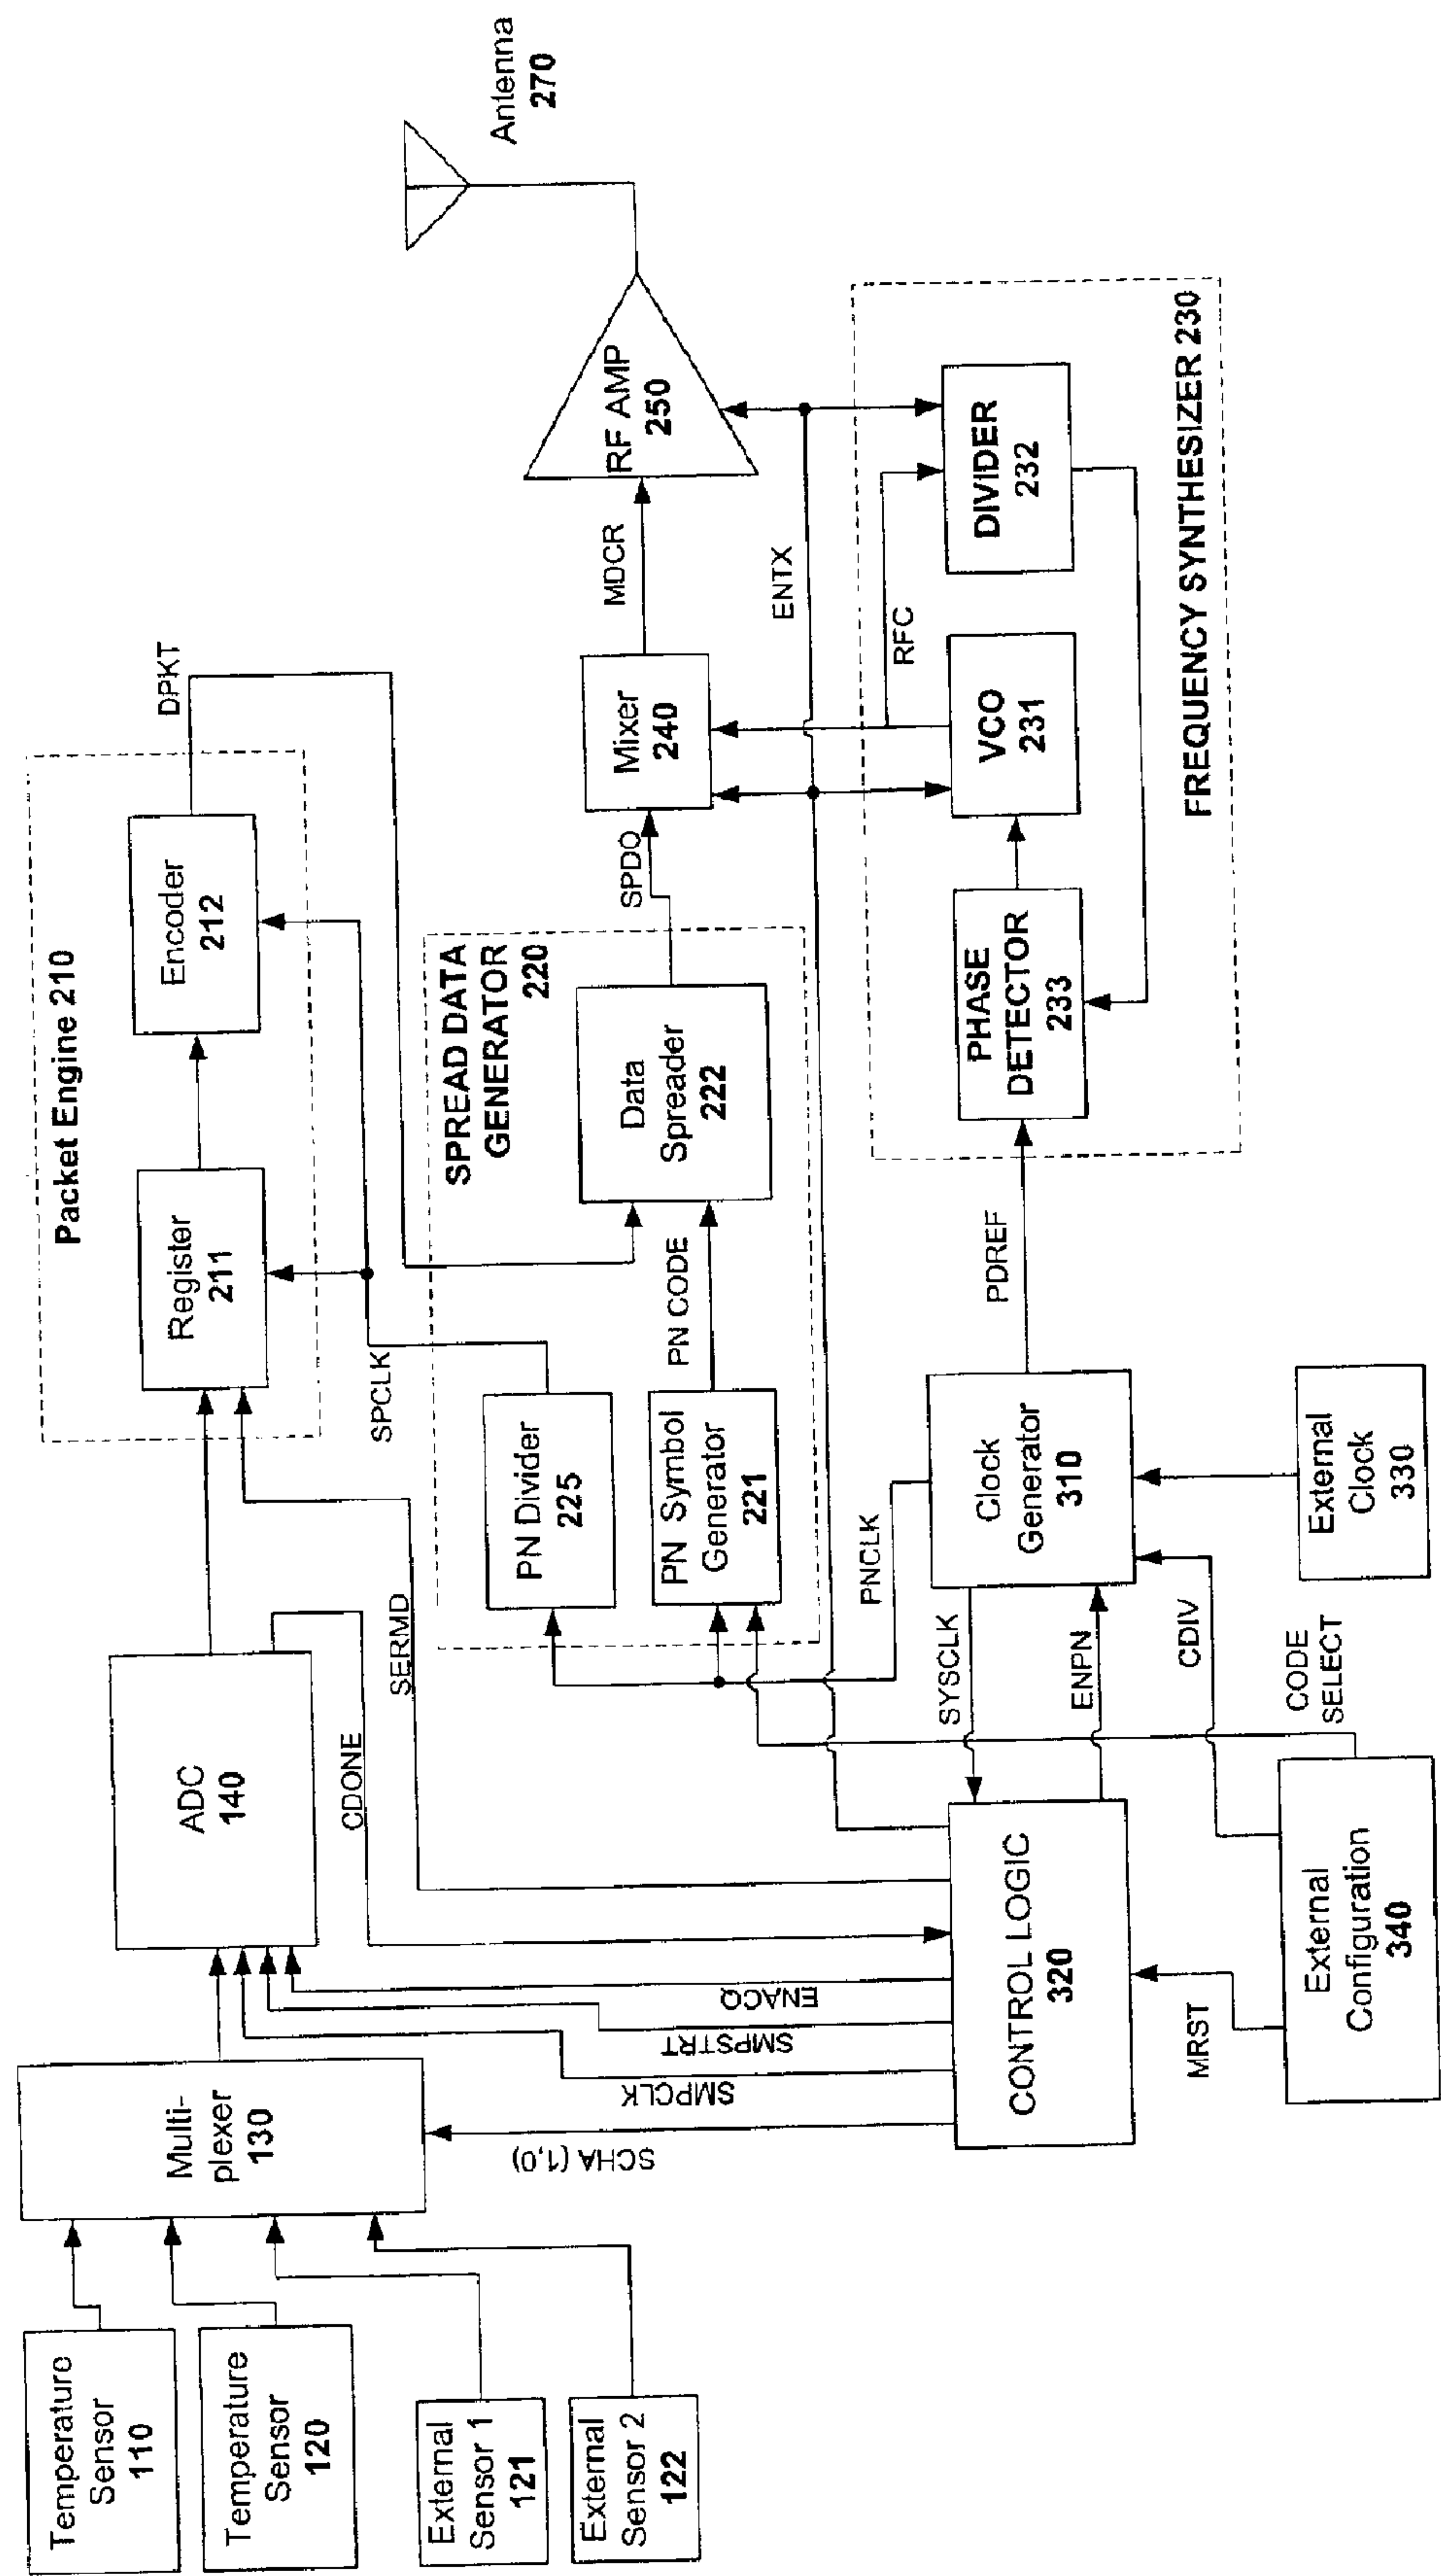 Temperature
Sensor
110
Temperature
Sensor
120
External
Sensor 1
121
External
Sensor 2
122
Multi-
plexer
130
SCHA (1,0)
SMPCLK
SMPSTRT
ENACQ
ADC
140
CDONE
SERMD
Packet Engine 210
Register
211
Encoder
212
DPKT
SPCLK
SPREAD DATA
GENERATOR
220
PN Divider
225
PN Symbol
Generator
221
PN CODE
Data
Spreader
222
SPDO
Mixer
240
MDCR
RF AMP
250
Antenna
270
ENTX
RFC
PHASE
DETECTOR
233
VCO
231
DIVIDER
232
FREQUENCY SYNTHESIZER 230
PDREF
PNCLK
Clock
Generator
310
External
Clock
330
SYSCLK
ENPN
CDIV
CODE
SELECT
CONTROL LOGIC
320
MRST
External
Configuration
340